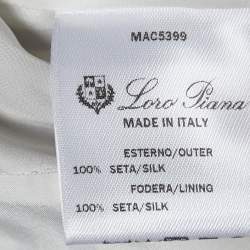 MAC5399
Loro Piana
MADE IN ITALY
ESTERNO/OUTER
100% SETA/SILK
FODERA/LINING
100% SETA/SILK